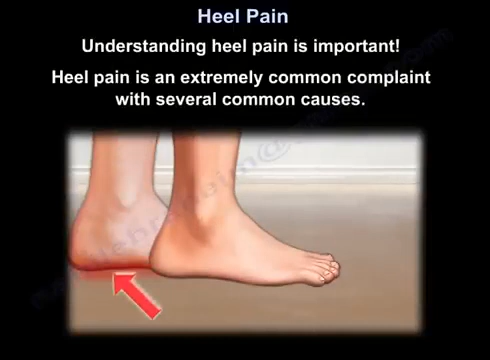 Heel Pain
Understanding heel pain is important!
Heel pain is an extremely common complaint
with several common causes.